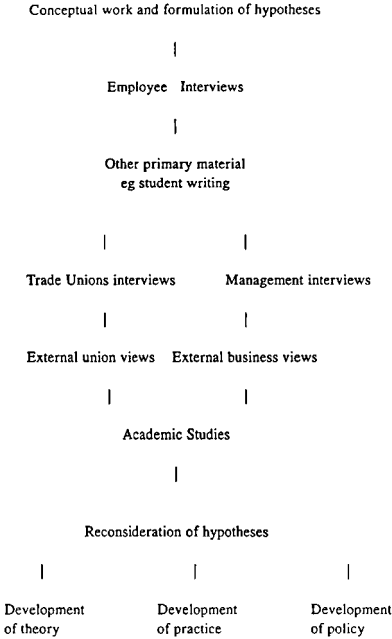 Conceptual work and formulation of hypotheses
Employee Interviews
Other primary material
eg student writing
Trade Unions interviews Management interviews
External union views External business views
Academic Studies
Reconsideration of hypotheses
Development Development Development
of theory of practice of policy